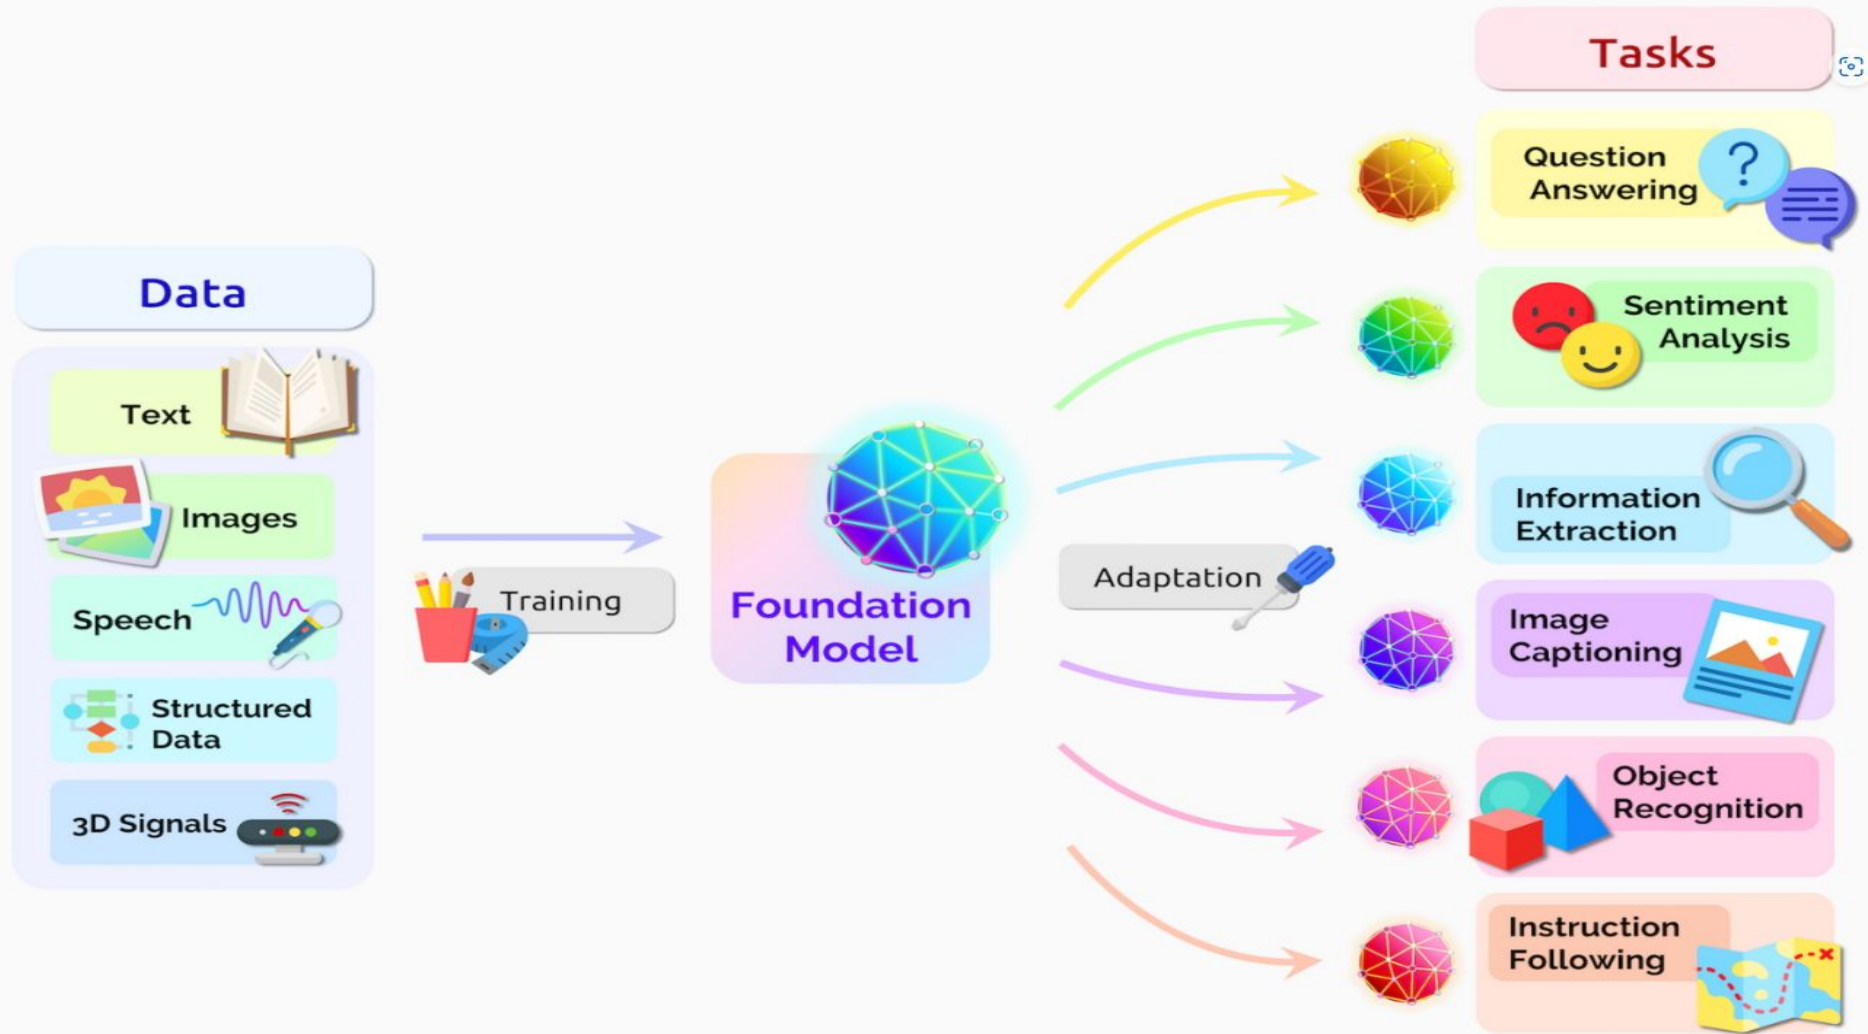 Data
Text
Images
Speech
Structured
Data
3D Signals
Training
Foundation
Model
Adaptation
Tasks
Question
Answering
Sentiment
Analysis
Information
Extraction
Image
Captioning
Object
Recognition
Instruction
Following